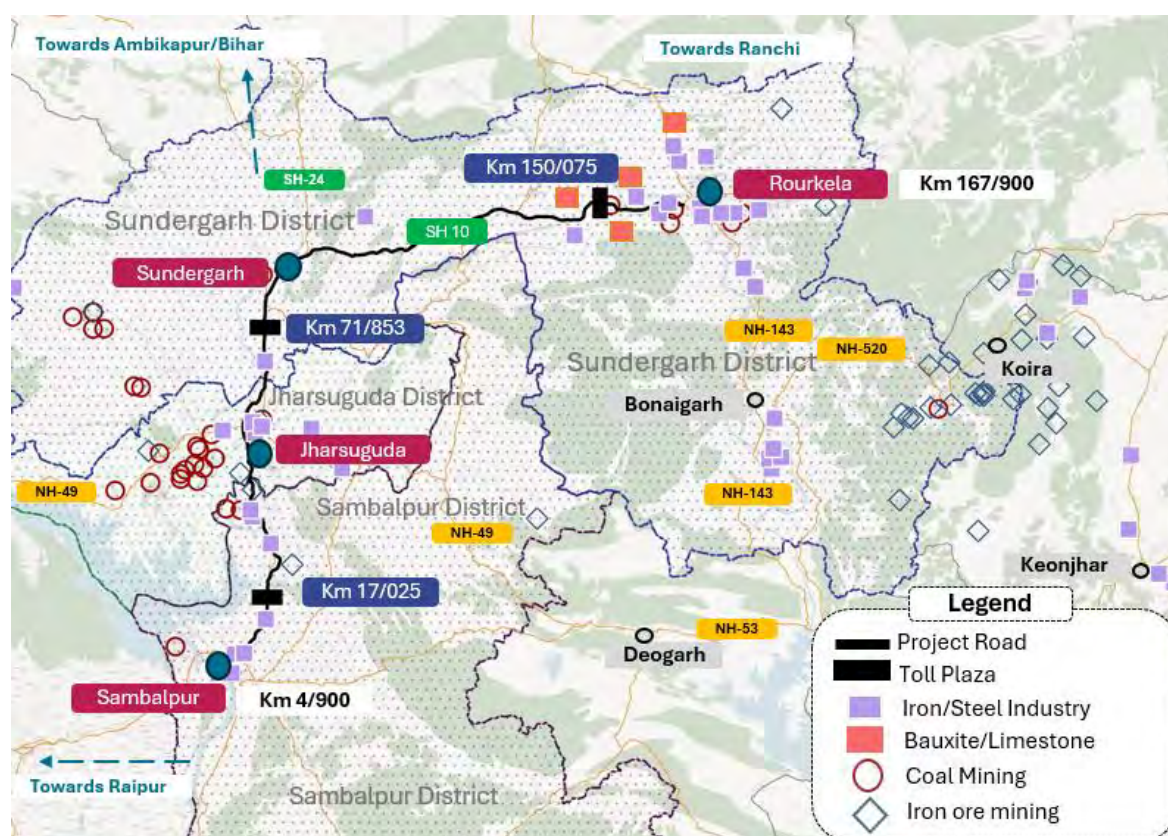 Towards Ambikapur/Bihar
Towards Ranchi
Km 150/075
SH-24
Rourkela
Km 167/900
Sundergarh District
SH 10
Sundergarh
Km 71/853
NH-143
NH-520
Sundergarh District
Koira
Jharsuguda District
Bonaigarh
Jharsuguda
NH-49
NH-143
Sambalpur District
NH-49
Keonjhar
Km 17/025
Legend
NH-53
Project Road
Deogarh
Toll Plaza
Sambalpur
Km 4/900
Iron/Steel Industry
Bauxite/Limestone
Coal Mining
Towards Raipur
Sambalpur District
Iron ore mining